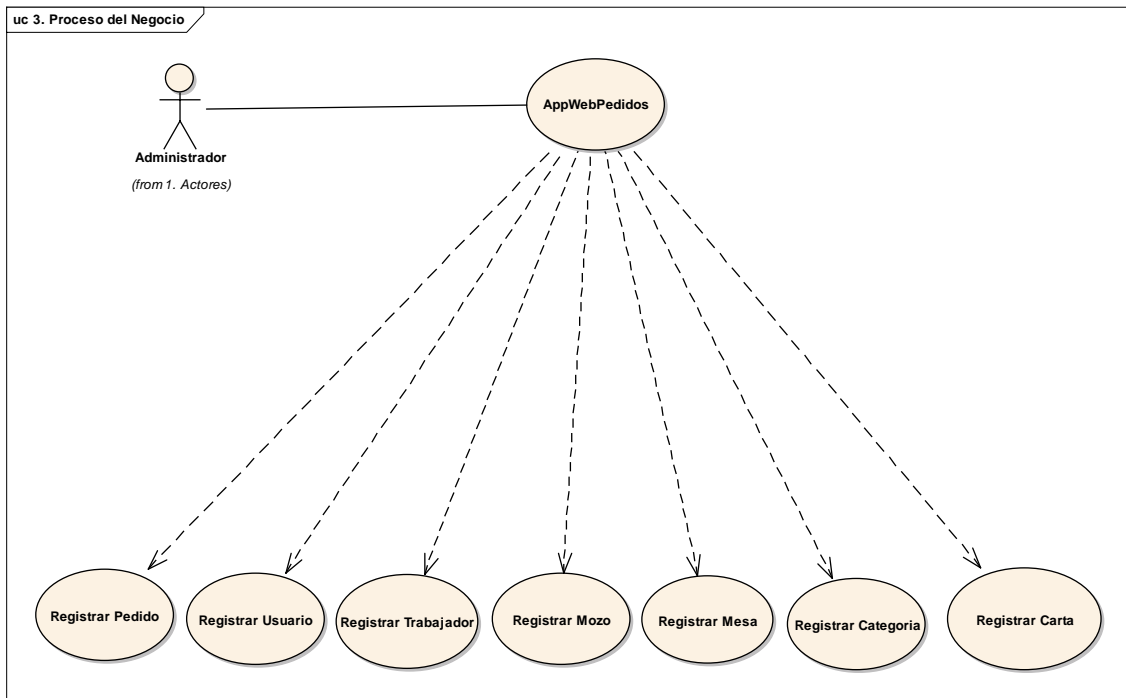 uc 3. Proceso del Negocio
AppWebPedidos
Administrador
(from 1. Actores)
Registrar Pedido
Registrar Usuario
Registrar Trabajador
Registrar Mozo
Registrar Mesa
Registrar Categoria
Registrar Carta